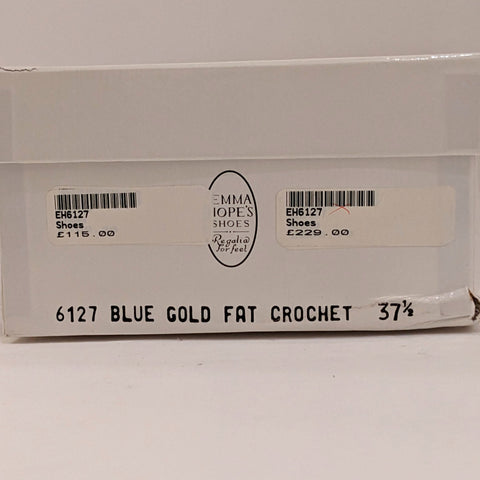 EH6127
Shoes
£115.00
EMMA
HOPE'S
SHOES
Regalia
for feet
EH6127
Shoes
£229.00
6127 BLUE GOLD FAT CROCHET 37½